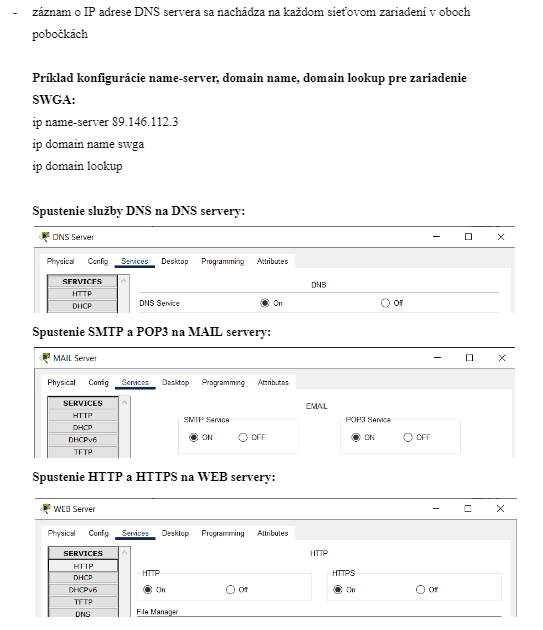 - záznam o IP adrese DNS servera sa nachádza na každom sieťovom zariadení v oboch
pobočkách
Príklad konfigurácie name-server, domain name, domain lookup pre zariadenie
SWGA:
ip name-server 89.146.112.3
ip domain name swga
ip domain lookup
Spustenie služby DNS na DNS servery:
DNS Server
Physical Config Services Desktop Programming Attributes
SERVICES
HTTP
DHCP
DNS
DNS Service On Off
Spustenie SMTP a POP3 na MAIL servery:
MAIL Server
Physical Config Services Desktop Programming Attributes
SERVICES
HTTP
DHCP
DHCPv6
TFTP
EMAIL
SMTP Service POP3 Service
ON OFF ON OFF
Spustenie HTTP a HTTPS na WEB servery:
WEB Server
Physical Config Services Desktop Programming Attributes
SERVICES
HTTP
DHCP
DHCPv6
TFTP
DNS
HTTP
HTTP HTTPS
On Off On Off
File Manager